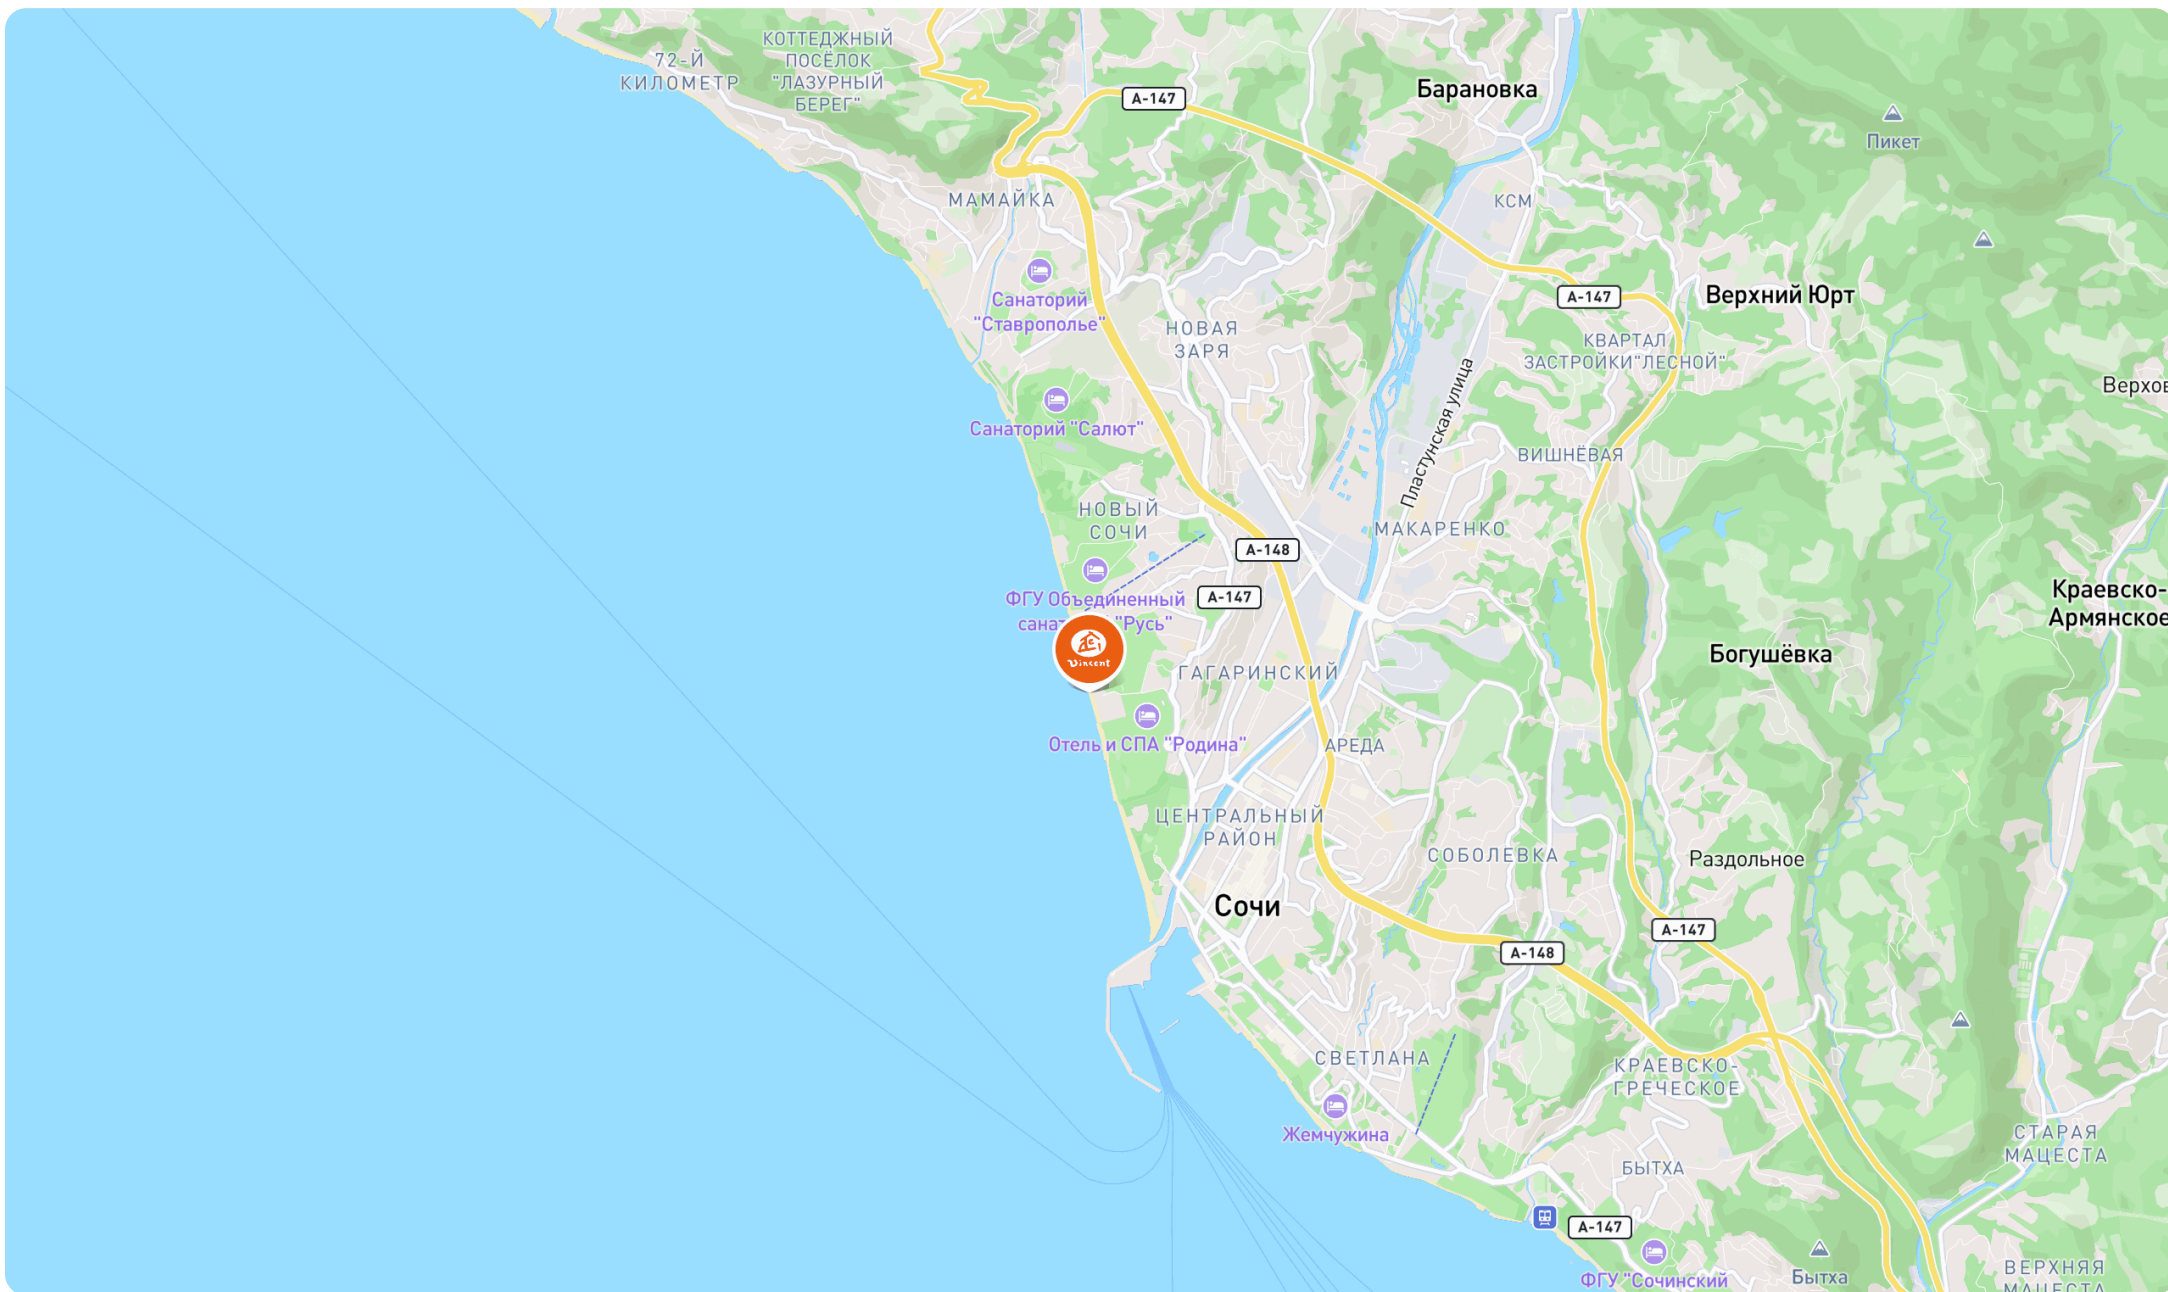 КОТТЕДЖНЫЙ
ПОСЁЛОК
"ЛАЗУРНЫЙ
БЕРЕГ"
72-Й
КИЛОМЕТР
А-147
Барановка
Пикет
МАМАЙКА
КСМ
Санаторий
"Ставрополье"
А-147
Верхний Юрт
НОВАЯ
ЗАРЯ
КВАРТАЛ
ЗАСТРОЙКИ"ЛЕСНОЙ"
Верхов
Пластунская улица
Санаторий "Салют"
ВИШНЁВАЯ
НОВЫЙ
СОЧИ
МАКАРЕНКО
А-148
А-147
ФГУ Объединенный
"Русь"
Краевско-
Армянское
Vincent
Богушёвка
ГАГАРИНСКИЙ
Отель и СПА "Родина"
АРЕДА
ЦЕНТРАЛЬНЫЙ
РАЙОН
СОБОЛЕВКА
Раздольное
Сочи
А-147
А-148
СВЕТЛАНА
КРАЕВСКО-
ГРЕЧЕСКОЕ
Жемчужина
СТАРАЯ
МАЦЕСТА
БЫТХА
А-147
ФГУ "Сочинский
Бытха
ВЕРХНЯЯ
МАЦЕСТА